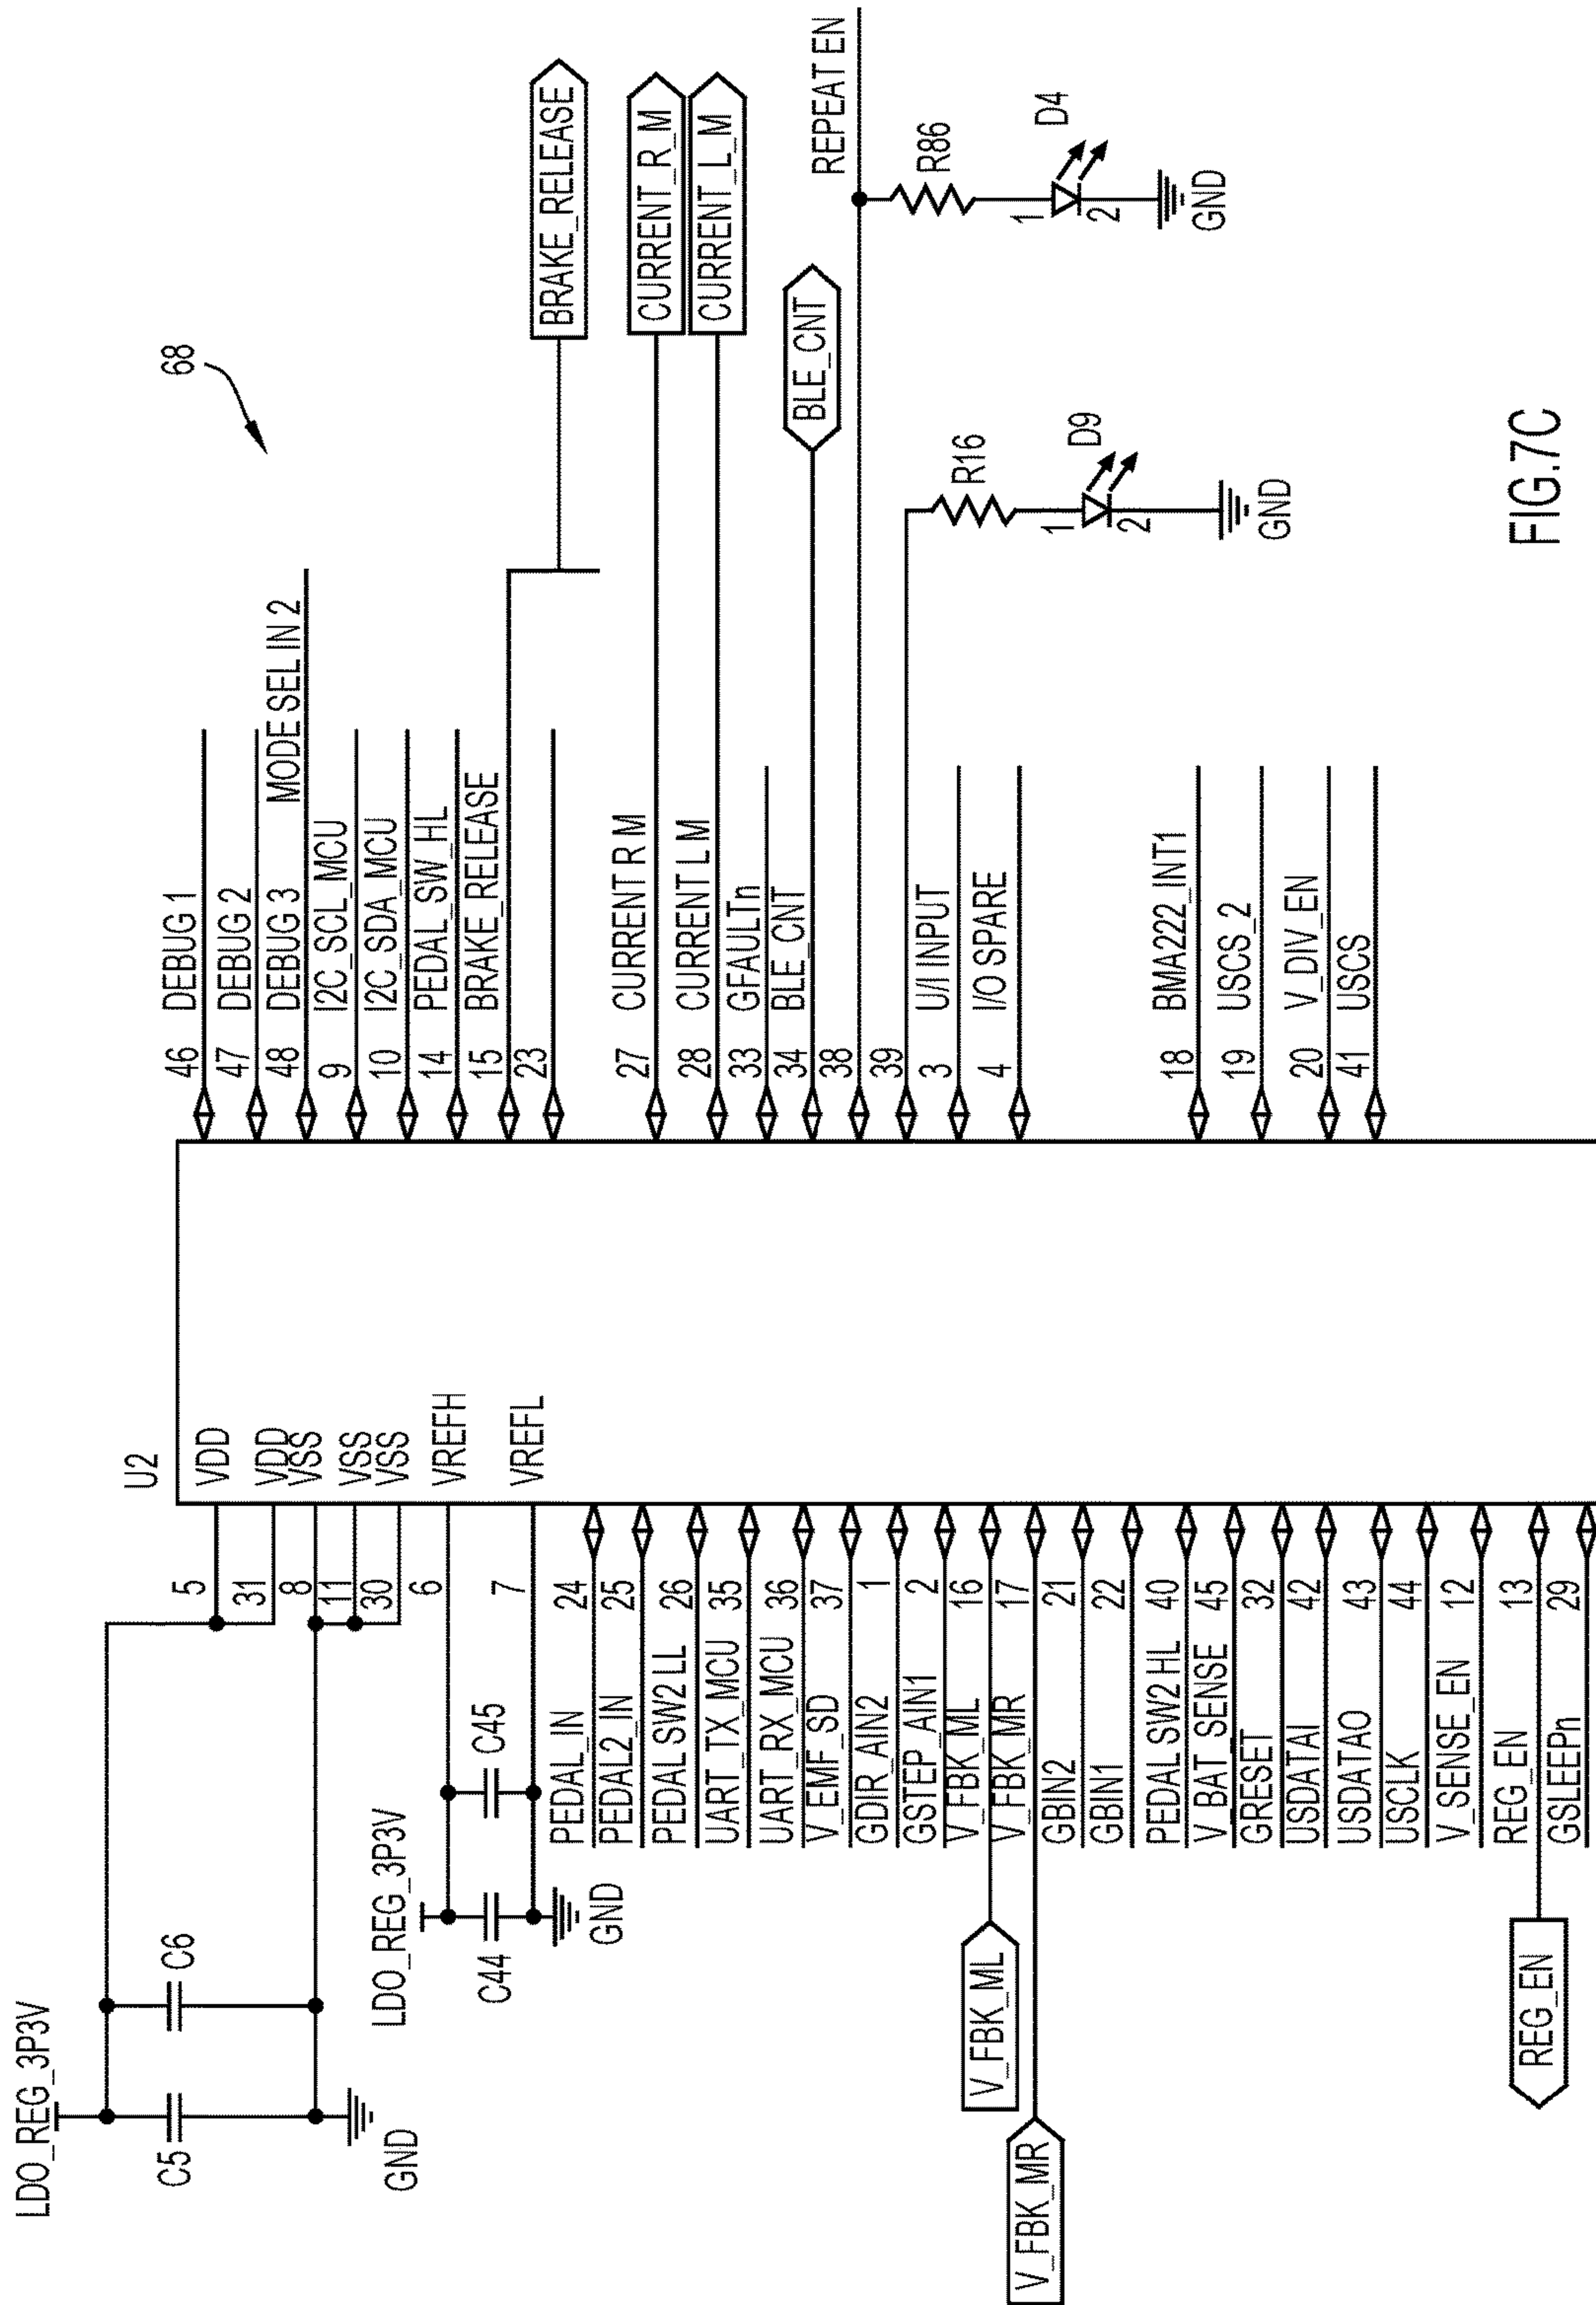 68
LDO_REG_3P3V
C5
C6
GND
LDO_REG_3P3V
C44
C45
GND
U2
5 VDD
31 VDD
8 VSS
11 VSS
30 VSS
6 VREFH
7 VREFL
PEDAL_IN 24
PEDAL2_IN 25
PEDAL SW2 LL 26
UART_TX_MCU 35
UART_RX_MCU 36
V_EMF_SD 37
GDIR_AIN2 1
GSTEP_AIN1 2
V_FBK_ML V_FBK_ML 16
V_FBK_MR V_FBK_MR 17
GBIN2 21
GBIN1 22
PEDAL SW2 HL 40
V_BAT_SENSE 45
GRESET 32
USDATAI 42
USDATAO 43
USCLK 44
V_SENSE_EN 12
REG_EN REG_EN 13
GSLEEPn 29
46 DEBUG 1
47 DEBUG 2
48 DEBUG 3 MODE SEL IN 2
9 I2C_SCL_MCU
10 I2C_SDA_MCU
14 PEDAL_SW_HL
15 BRAKE_RELEASE
23
BRAKE_RELEASE
27 CURRENT R M CURRENT_R_M
28 CURRENT L M CURRENT_L_M
33 GFAULTn
34 BLE_CNT BLE_CNT
38 REPEAT EN
39
R86
1
D4
2
GND
R16
1
D9
2
GND
3 U/I INPUT
4 I/O SPARE
18 BMA222_INT1
19 USCS_2
20 V_DIV_EN
41 USCS
FIG.7C